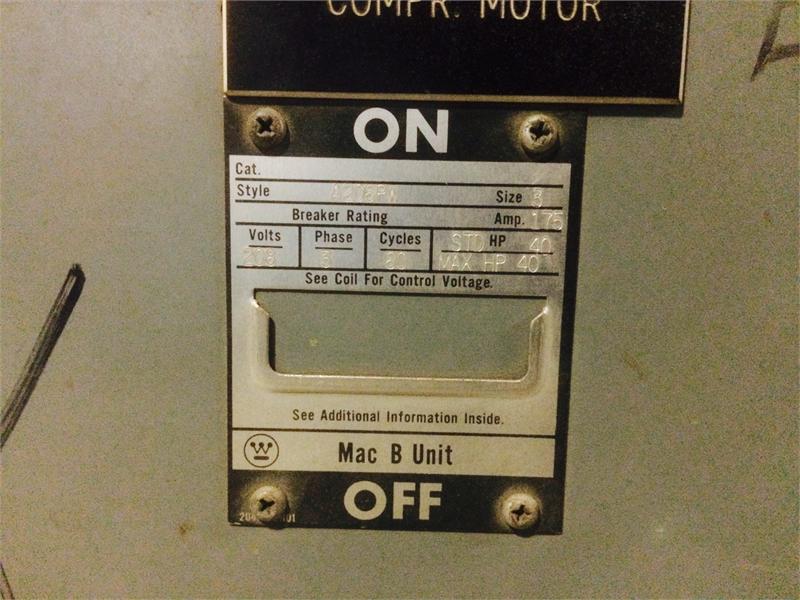 COMPR. MOTOR
ON
Cat.
Style Size 3
Breaker Rating Amp. 175
Volts Phase Cycles STD HP 40
208 3 60 MAX HP 40
See Coil For Control Voltage.
See Additional Information Inside.
W
Mac B Unit
OFF